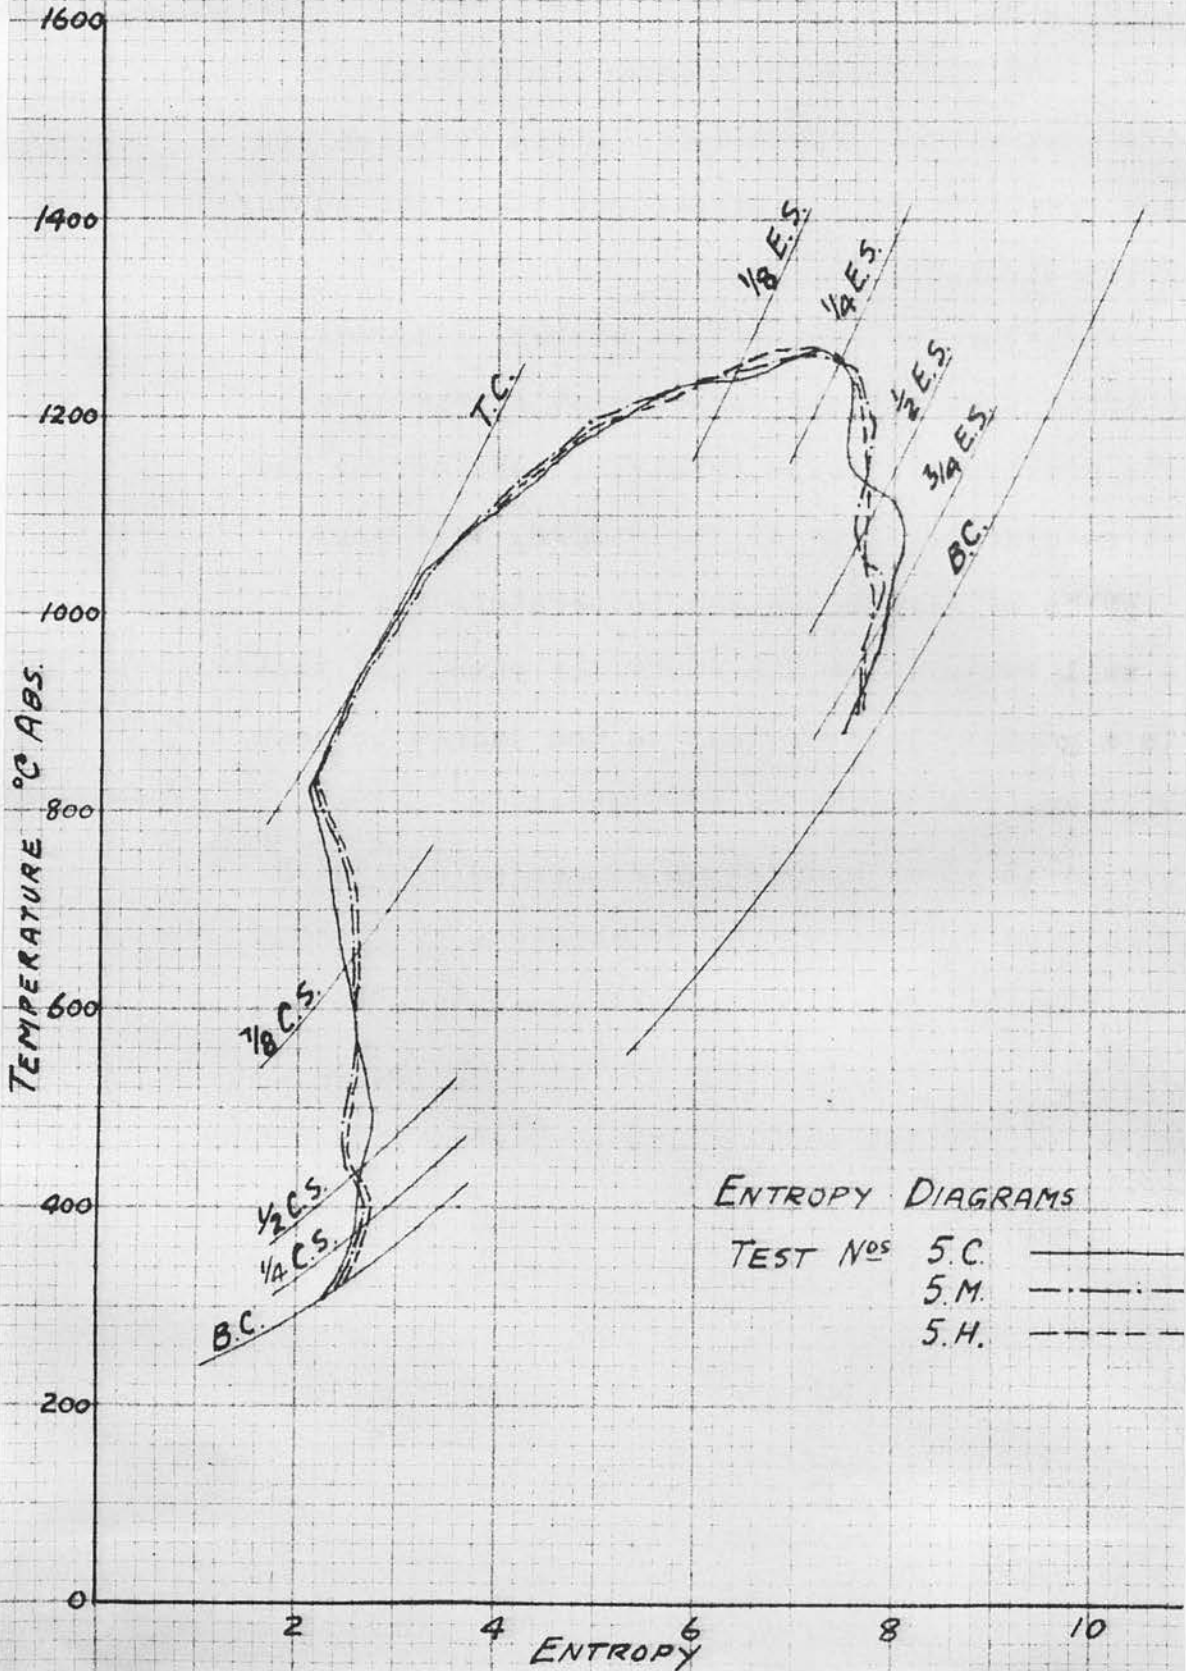 1600
1400
1200
1000
800
600
400
200
0
TEMPERATURE °C ABS.
2
4
6
8
10
ENTROPY
1/8 E.S.
1/4 E.S.
1/2 E.S.
3/4 E.S.
B.C.
T.C.
7/8 C.S.
1/2 C.S.
1/4 C.S.
B.C.
ENTROPY DIAGRAMS
TEST Nos 5.C.
5.M.
5.H.